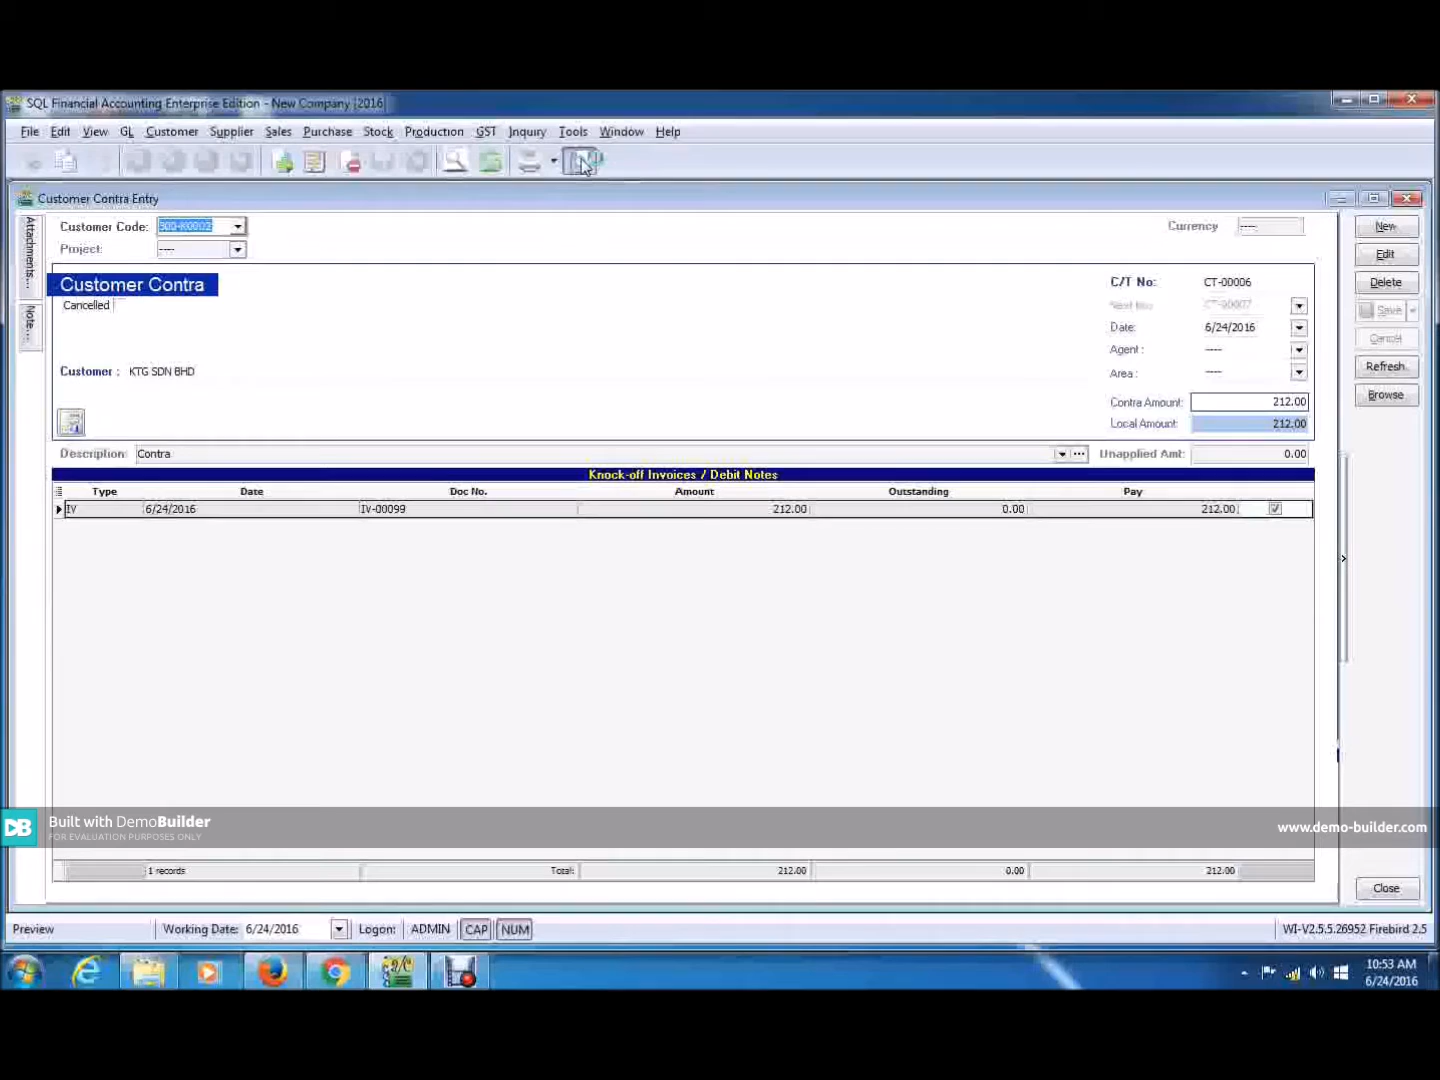 SQL Financial Accounting Enterprise Edition - New Company [2016]
File Edit View GL Customer Supplier Sales Purchase Stock Production GST Inquiry Tools Window Help
Customer Contra Entry
Customer Code: 300-K0002
Currency ----
New
Project: ----
Edit
Attachments...
Customer Contra
C/T No: CT-00006
Delete
Cancelled
Next No: CT-00007
Save
Note...
Date: 6/24/2016
Cancel
Agent : ----
Customer : KTG SDN BHD
Area : ----
Refresh
Browse
Contra Amount: 212.00
Local Amount: 212.00
Description: Contra
Unapplied Amt: 0.00
Knock-off Invoices / Debit Notes
Type Date Doc No. Amount Outstanding Pay
IV 6/24/2016 IV-00099 212.00 0.00 212.00
DB
Built with DemoBuilder
FOR EVALUATION PURPOSES ONLY
www.demo-builder.com
1 records Total: 212.00 0.00 212.00
Close
Preview Working Date: 6/24/2016 Logon: ADMIN CAP NUM WI-V2.5.5.26952 Firebird 2.5
10:53 AM
6/24/2016